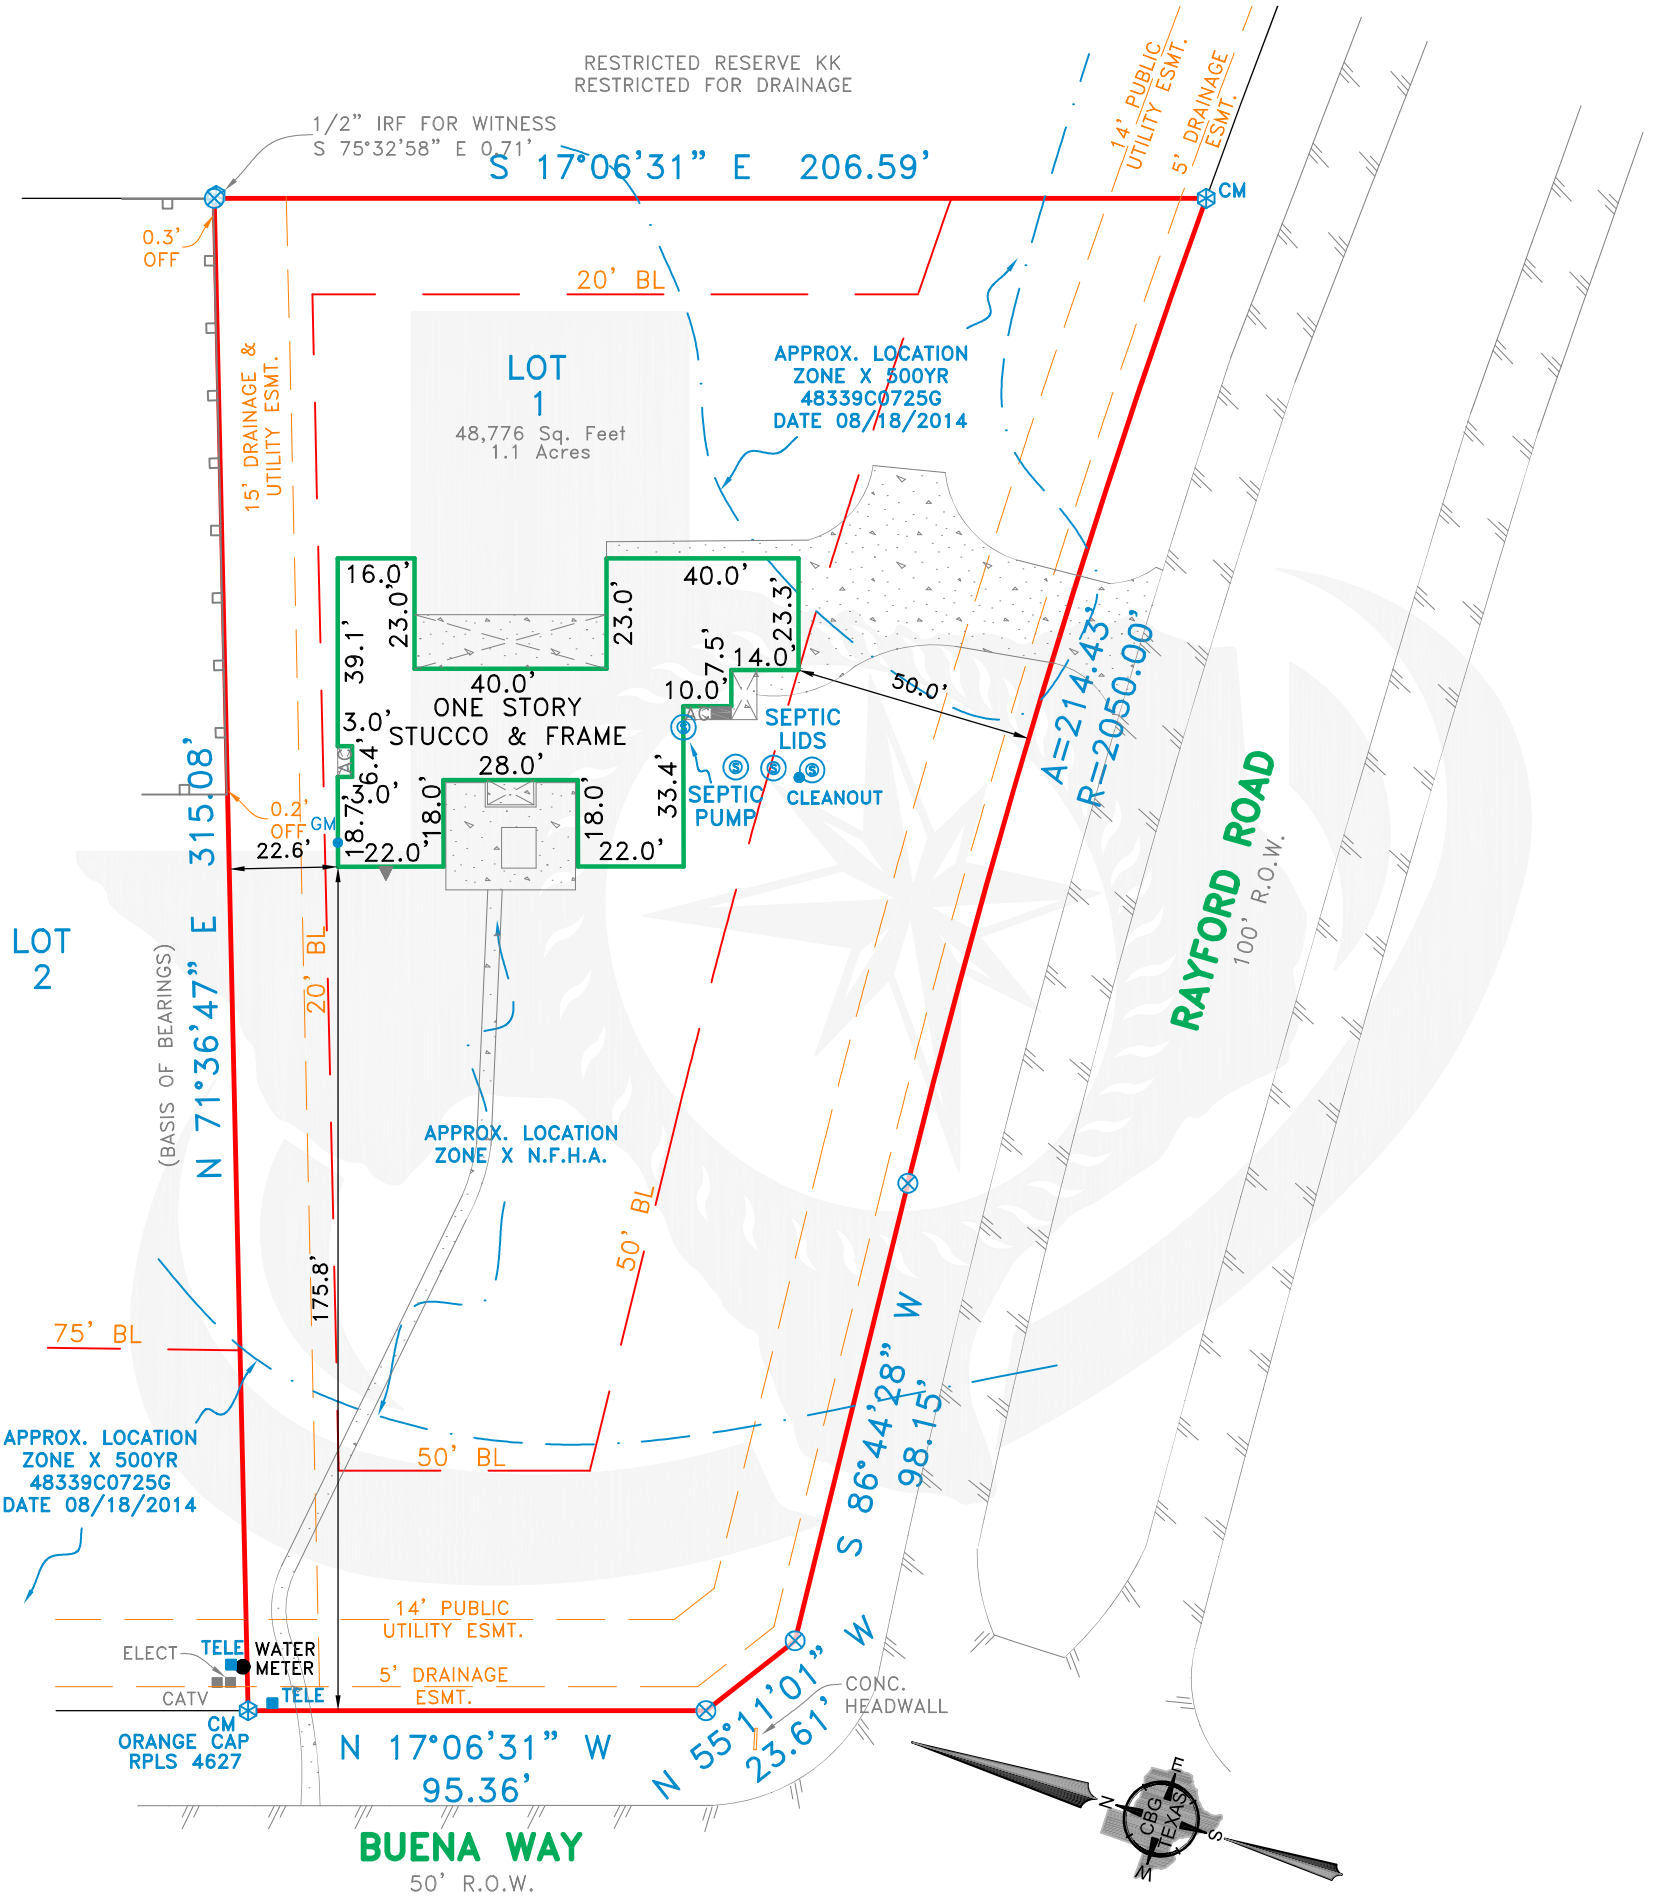 RESTRICTED RESERVE KK
RESTRICTED FOR DRAINAGE
1/2" IRF FOR WITNESS
S 75°32'58" E 0.71'
S 17°06'31" E 206.59'
14' PUBLIC
UTILITY ESMT.
5' DRAINAGE
ESMT.
CM
0.3'
OFF
20' BL
15' DRAINAGE &
UTILITY ESMT.
LOT
1
48,776 Sq. Feet
1.1 Acres
APPROX. LOCATION
ZONE X 500YR
48339C0725G
DATE 08/18/2014
16.0'
23.0'
39.1'
40.0'
23.0'
40.0'
23.3'
14.0'
7.5'
10.0'
AC
ONE STORY
STUCCO & FRAME
3.0'
6.4'
AC
3.0'
18.7'
28.0'
18.0'
18.0'
22.0'
22.0'
33.4'
SEPTIC
LIDS
S
S
S
S
SEPTIC
PUMP
CLEANOUT
50.0'
A=214.43'
R=2050.00'
RAYFORD ROAD
100' R.O.W.
0.2'
OFF
GM
22.6'
N 71°36'47" E 315.08'
(BASIS OF BEARINGS)
LOT
2
20' BL
175.8'
APPROX. LOCATION
ZONE X N.F.H.A.
50' BL
75' BL
50' BL
APPROX. LOCATION
ZONE X 500YR
48339C0725G
DATE 08/18/2014
S 86°44'28" W
98.15'
14' PUBLIC
UTILITY ESMT.
5' DRAINAGE
ESMT.
ELECT
TELE
WATER
METER
CATV
TELE
CM
ORANGE CAP
RPLS 4627
N 17°06'31" W
95.36'
N 55°11'01" W
23.61'
CONC.
HEADWALL
BUENA WAY
50' R.O.W.
N
E
S
W
CBG
TEXAS